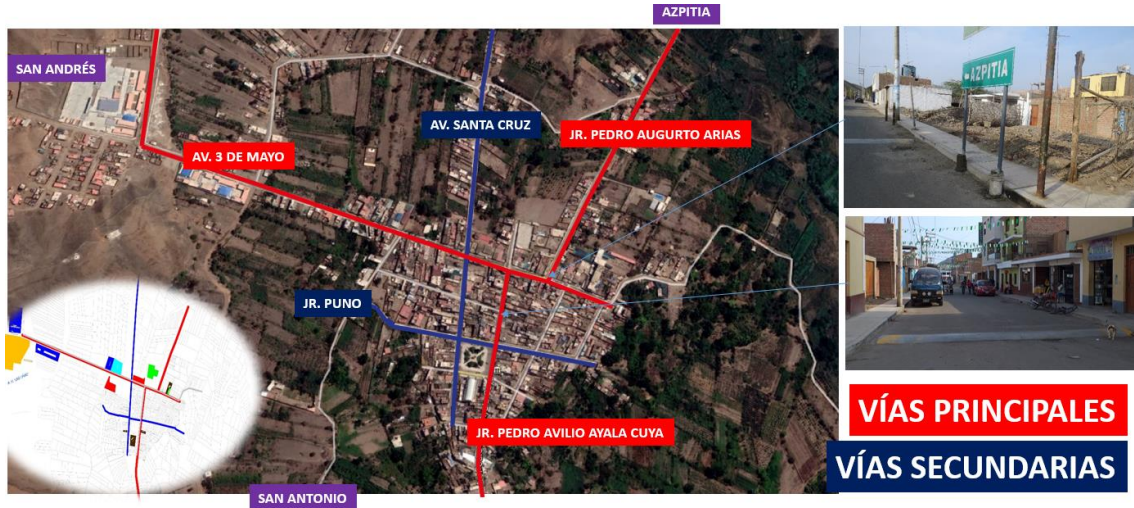 AZPITIA
SAN ANDRÉS
AZPITIA
AV. SANTA CRUZ
JR. PEDRO AUGURTO ARIAS
AV. 3 DE MAYO
JR. PUNO
JR. PEDRO AVILIO AYALA CUYA
SAN ANTONIO
VÍAS PRINCIPALES
VÍAS SECUNDARIAS